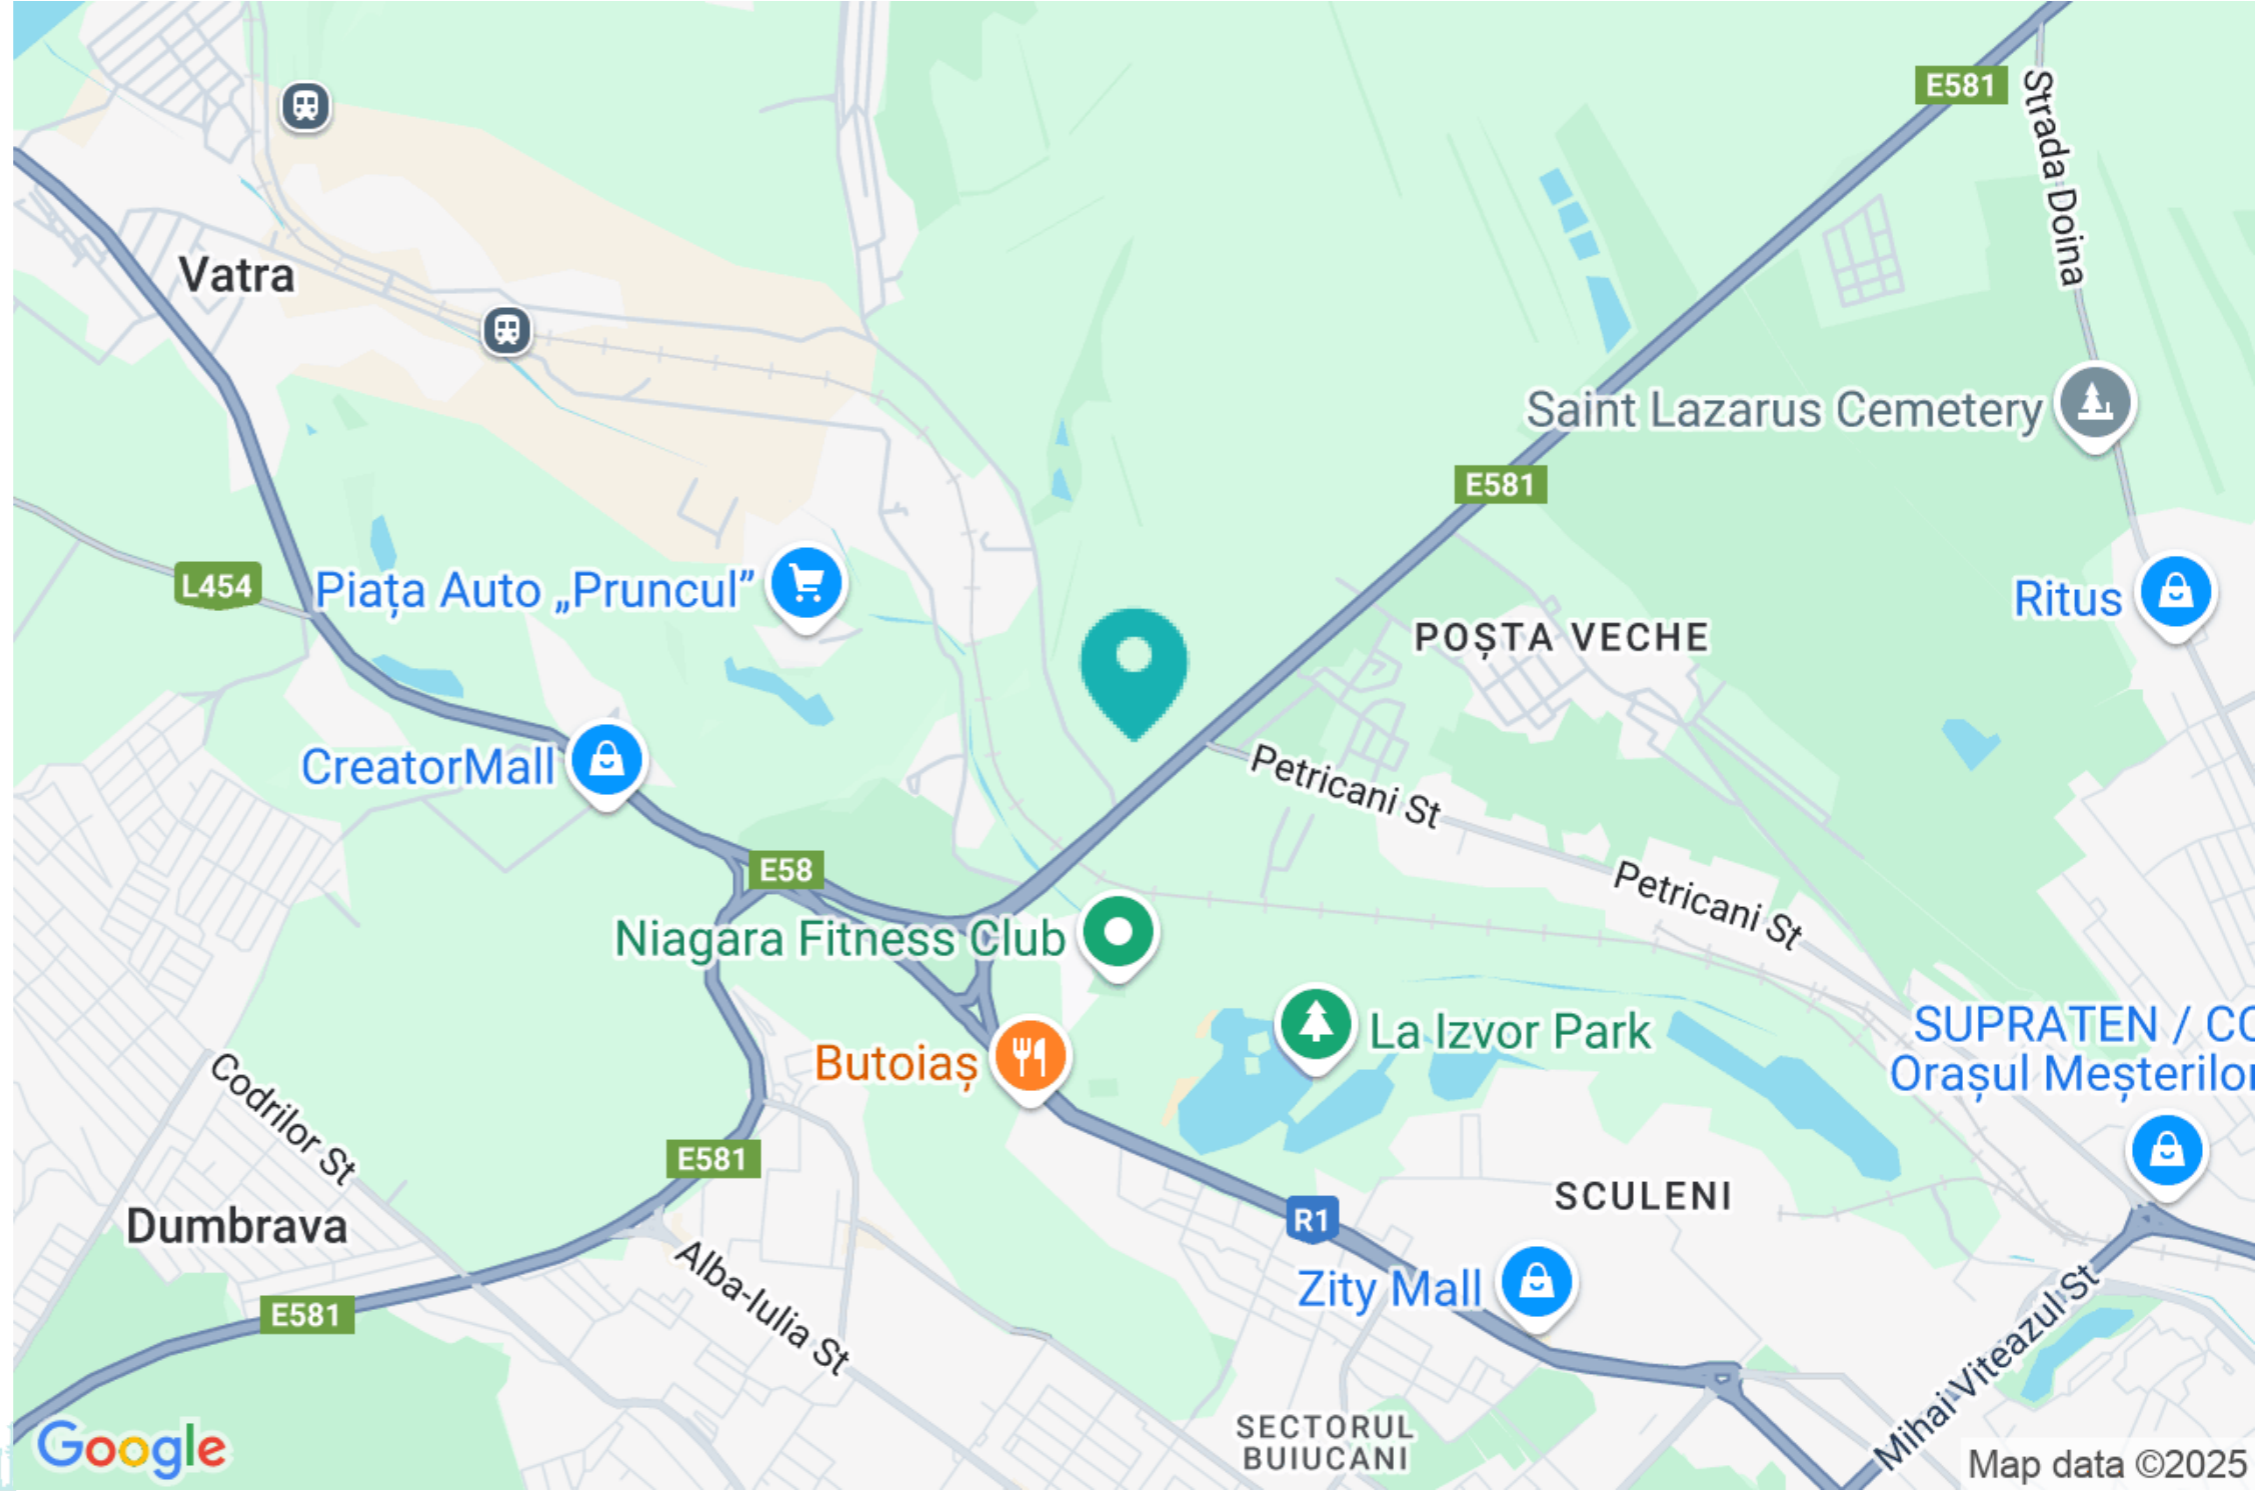 E581
Strada Doina
Vatra
Saint Lazarus Cemetery
E581
L454
Piața Auto „Pruncul”
Ritus
POȘTA VECHE
CreatorMall
Petricani St
E58
Petricani St
Niagara Fitness Club
La Izvor Park
SUPRATEN / CO
Orașul Meșterilor
Butoiaș
Codrilor St
E581
SCULENI
Dumbrava
R1
Alba-Iulia St
Zity Mall
E581
Mihai Viteazul St
SECTORUL
BUIUCANI
Google
Map data ©2025